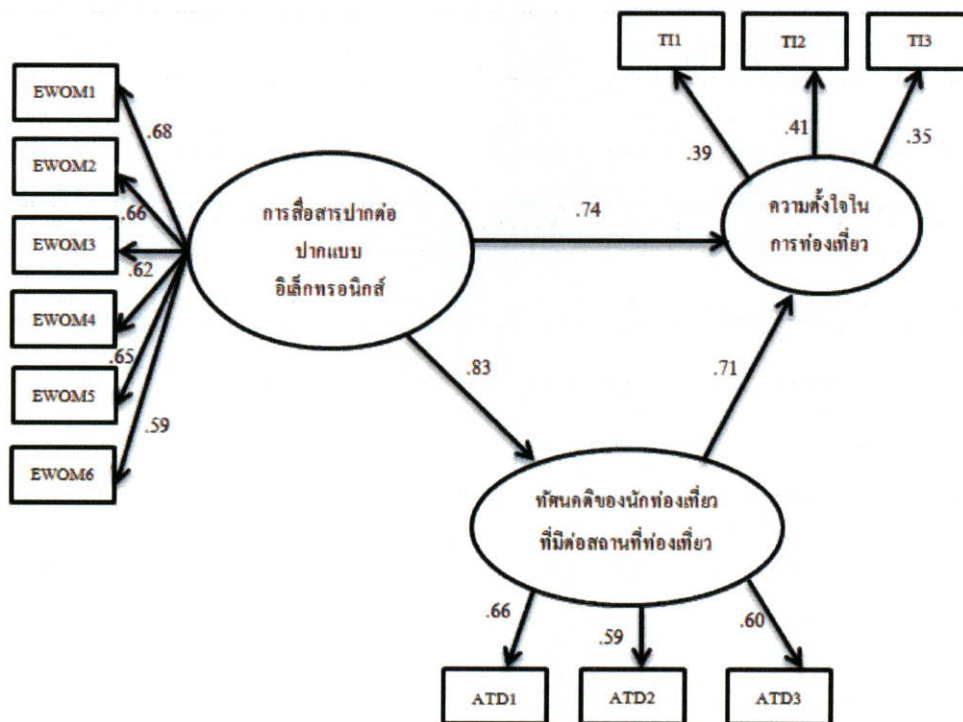 TI1
TI2
TI3
EWOM1
EWOM2
EWOM3
EWOM4
EWOM5
EWOM6
.68
.66
.62
.65
.59
การสื่อสารปากต่อ
ปากแบบ
อิเล็กทรอนิกส์
.74
.39
.41
.35
ความตั้งใจใน
การท่องเที่ยว
.83
.71
ทัศนคติของนักท่องเที่ยว
ที่มีต่อสถานที่ท่องเที่ยว
.66
.59
.60
ATD1
ATD2
ATD3